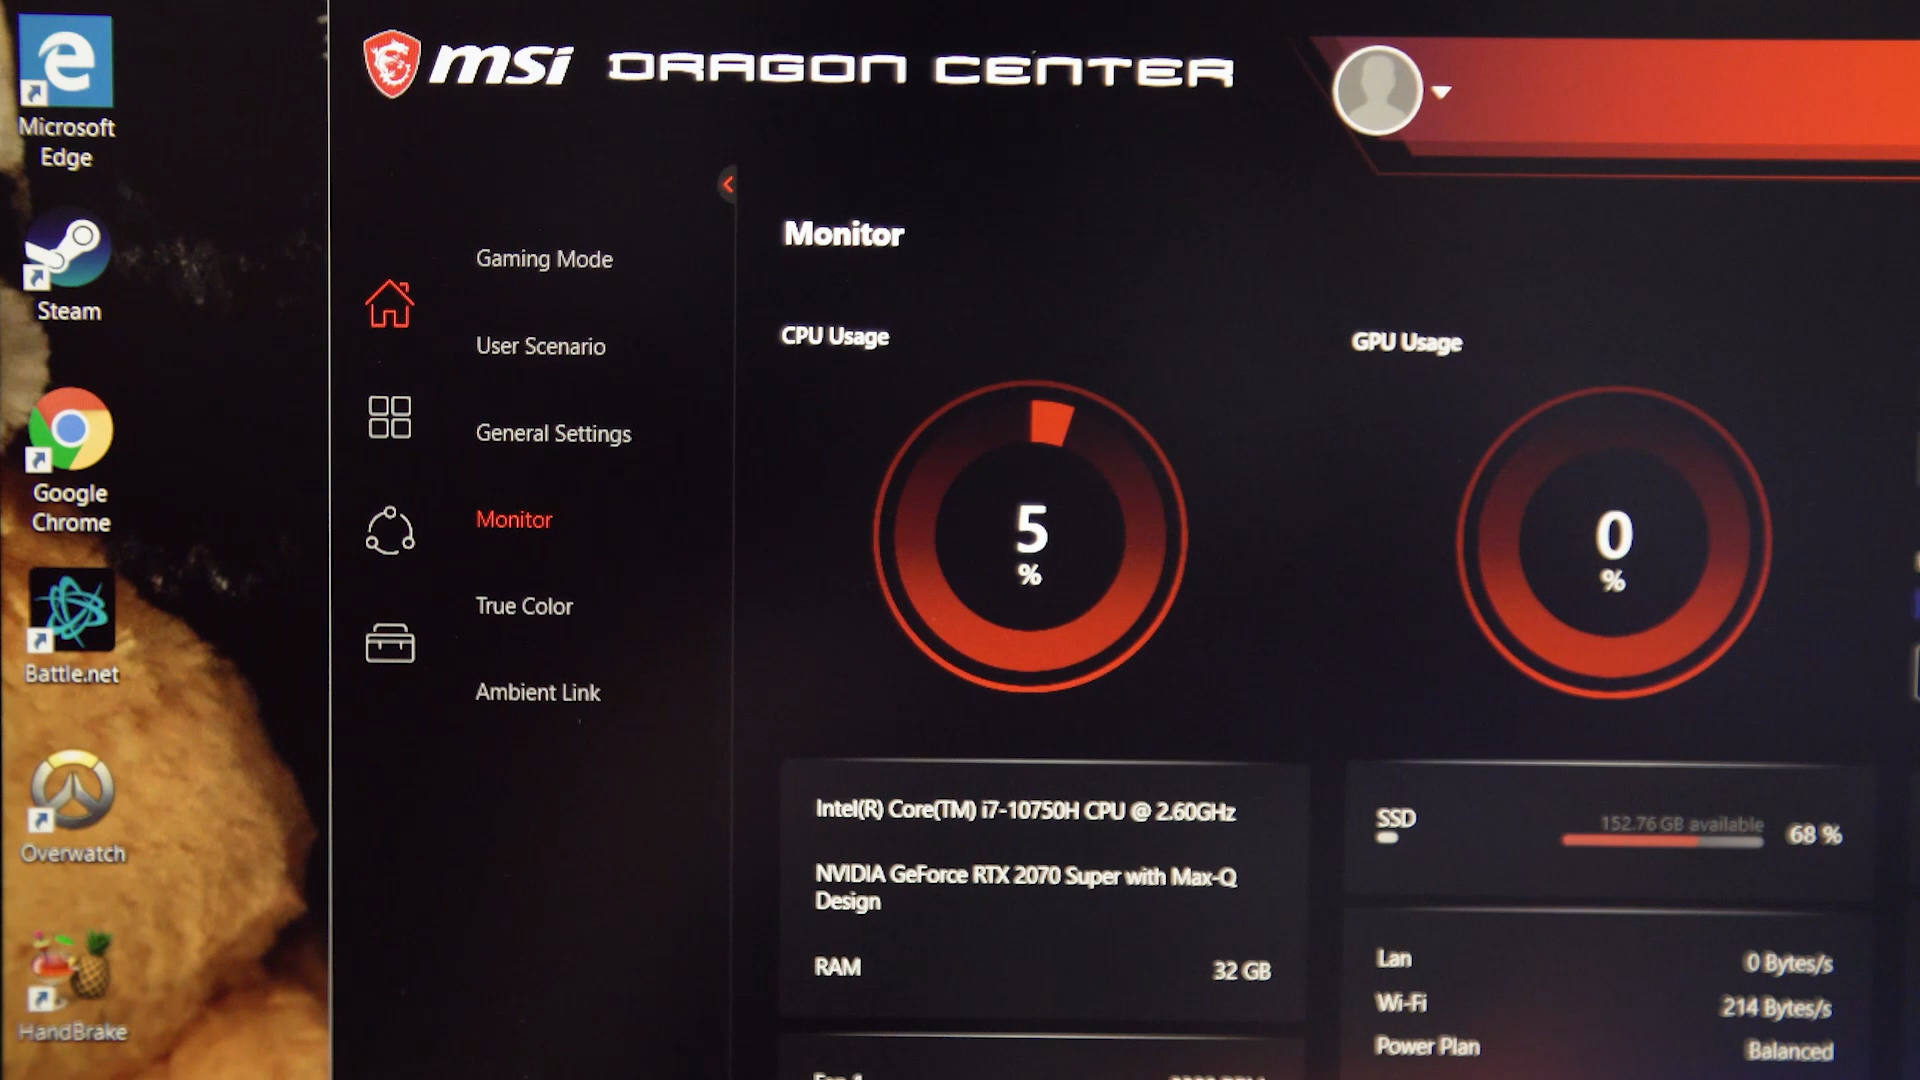 Microsoft
Edge
Steam
Google
Chrome
Battle.net
Overwatch
HandBrake
msi DRAGON CENTER
Gaming Mode
User Scenario
General Settings
Monitor
True Color
Ambient Link
Monitor
CPU Usage
5
%
GPU Usage
0
%
Intel(R) Core(TM) i7-10750H CPU @ 2.60GHz
NVIDIA GeForce RTX 2070 Super with Max-Q
Design
RAM 32 GB
SSD 152.76 GB available 68 %
Lan 0 Bytes/s
Wi-Fi 214 Bytes/s
Power Plan Balanced